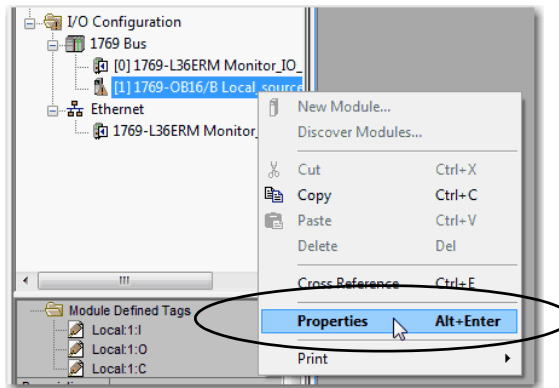 I/O Configuration
1769 Bus
[0] 1769-L36ERM Monitor_IO_
[1] 1769-OB16/B Local_source
Ethernet
1769-L36ERM Monitor_
New Module...
Discover Modules...
Cut Ctrl+X
Copy Ctrl+C
Paste Ctrl+V
Delete Del
Cross Reference Ctrl+E
Properties Alt+Enter
Print
Module Defined Tags
Local:1:I
Local:1:O
Local:1:C